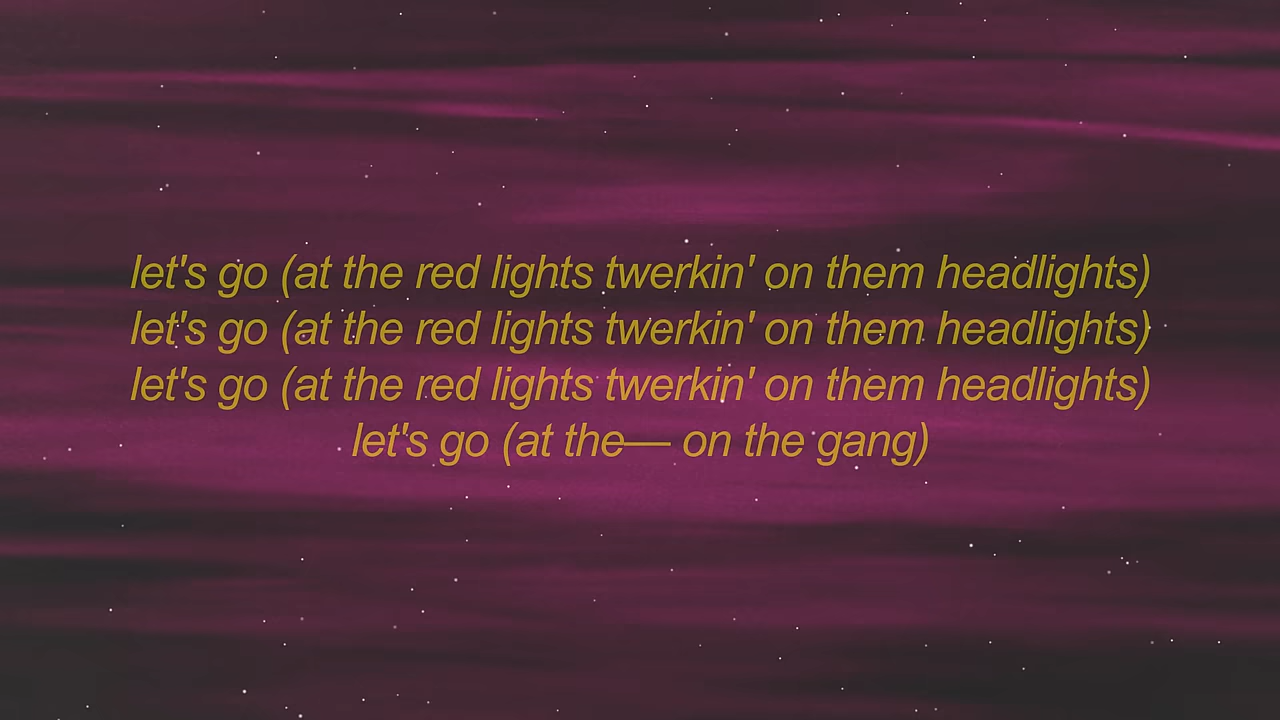 let's go (at the red lights twerkin' on them headlights)
let's go (at the red lights twerkin' on them headlights)
let's go (at the red lights twerkin' on them headlights)
let's go (at the— on the gang)